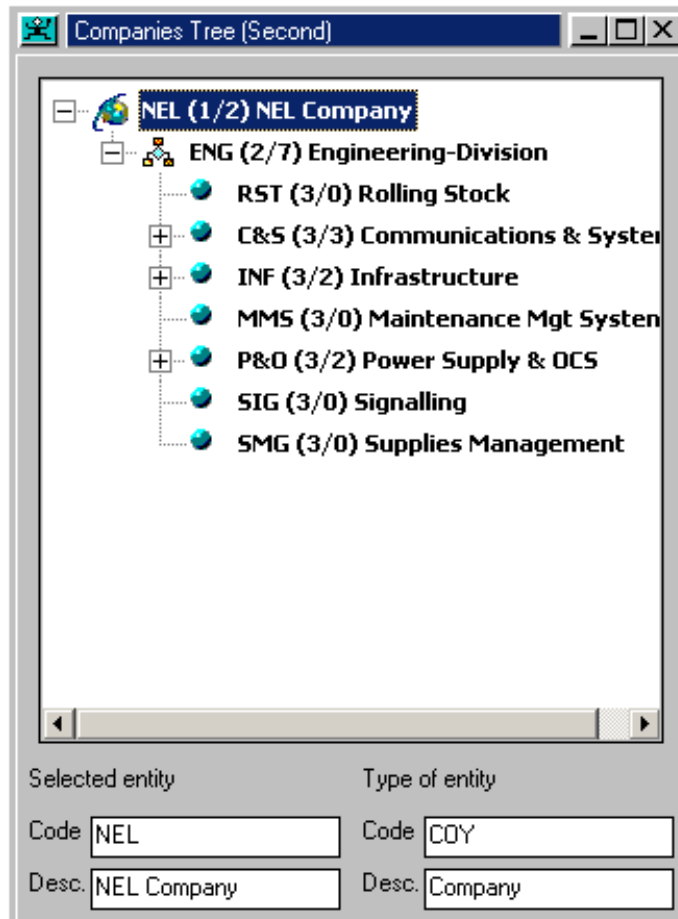 Companies Tree (Second)
NEL (1/2) NEL Company
ENG (2/7) Engineering-Division
RST (3/0) Rolling Stock
C&S (3/3) Communications & System
INF (3/2) Infrastructure
MMS (3/0) Maintenance Mgt System
P&O (3/2) Power Supply & OCS
SIG (3/0) Signalling
SMG (3/0) Supplies Management
Selected entity Type of entity
Code NEL Code COY
Desc. NEL Company Desc. Company